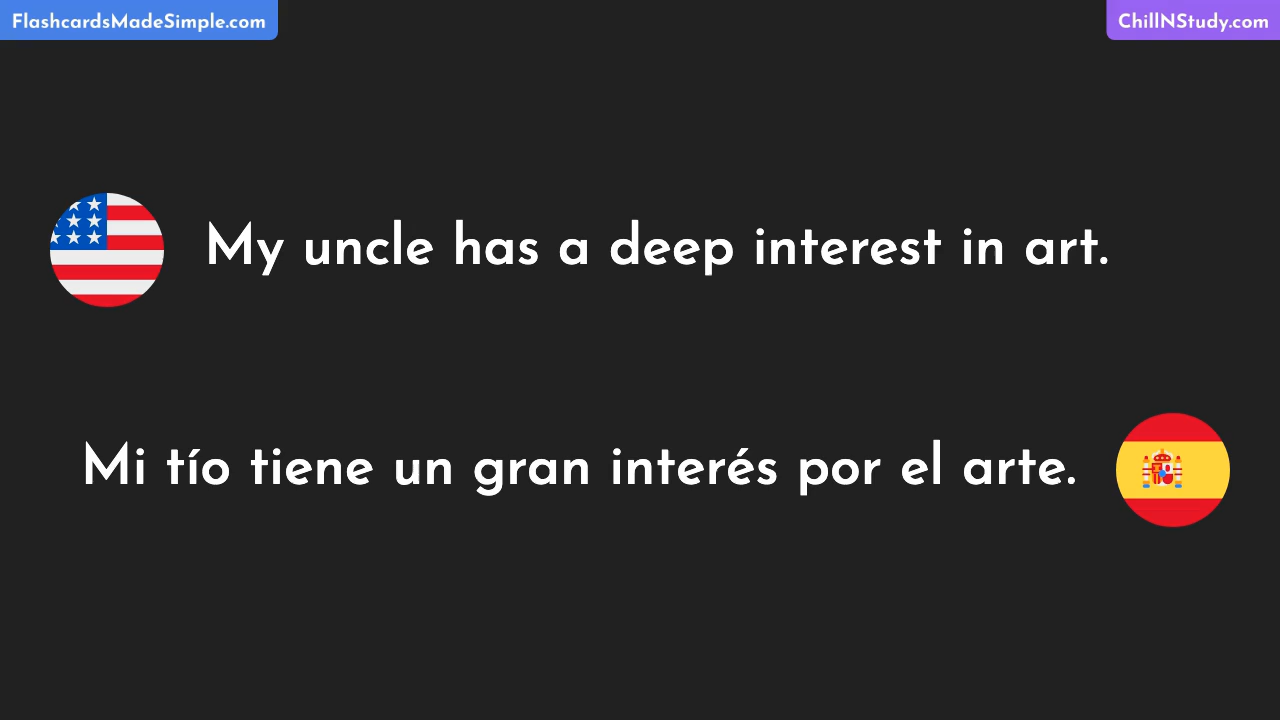 FlashcardsMadeSimple.com
ChillNStudy.com
My uncle has a deep interest in art.
Mi tío tiene un gran interés por el arte.